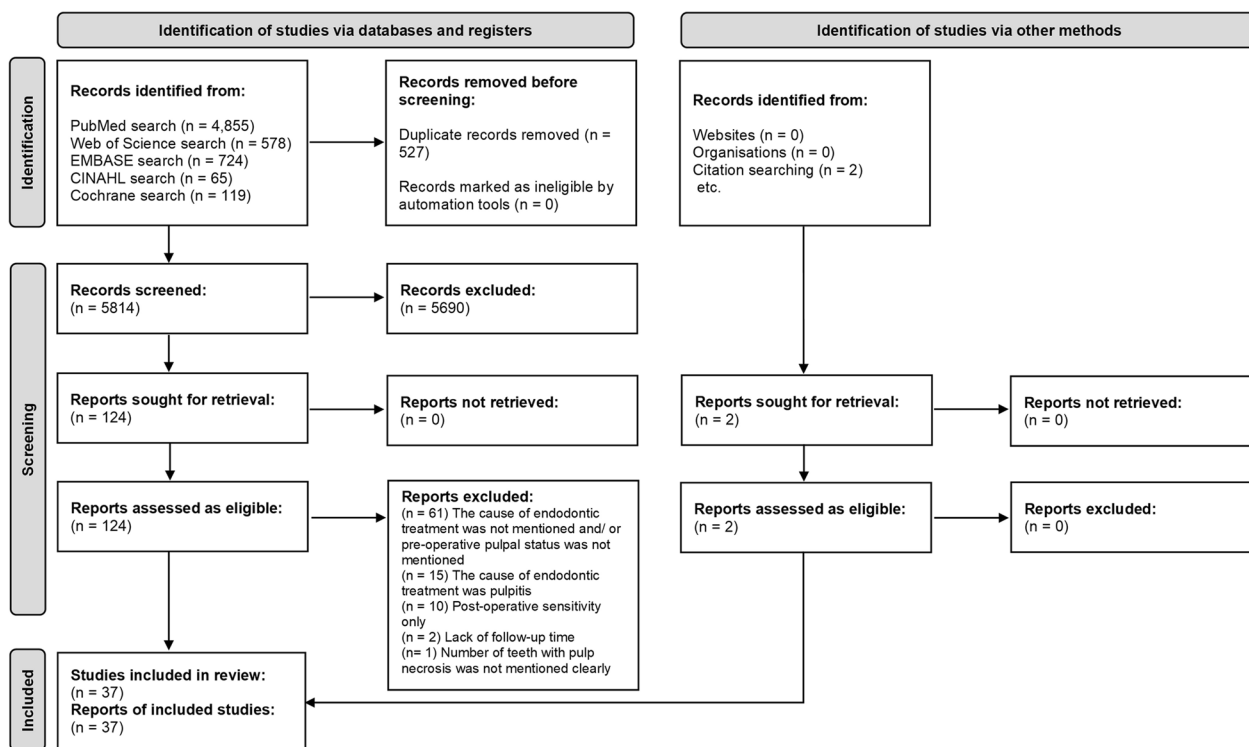 Identification of studies via databases and registers
Identification of studies via other methods
Identification
Records identified from:
PubMed search (n = 4,855)
Web of Science search (n = 578)
EMBASE search (n = 724)
CINAHL search (n = 65)
Cochrane search (n = 119)
Records removed before
screening:
Duplicate records removed (n =
527)
Records marked as ineligible by
automation tools (n = 0)
Records identified from:
Websites (n = 0)
Organisations (n = 0)
Citation searching (n = 2)
etc.
Screening
Records screened:
(n = 5814)
Records excluded:
(n = 5690)
Reports sought for retrieval:
(n = 124)
Reports not retrieved:
(n = 0)
Reports sought for retrieval:
(n = 2)
Reports not retrieved:
(n = 0)
Reports assessed as eligible:
(n = 124)
Reports excluded:
(n = 61) The cause of endodontic
treatment was not mentioned and/ or
pre-operative pulpal status was not
mentioned
(n = 15) The cause of endodontic
treatment was pulpitis
(n = 10) Post-operative sensitivity
only
(n = 2) Lack of follow-up time
(n= 1) Number of teeth with pulp
necrosis was not mentioned clearly
Reports assessed as eligible:
(n = 2)
Reports excluded:
(n = 0)
Included
Studies included in review:
(n = 37)
Reports of included studies:
(n = 37)